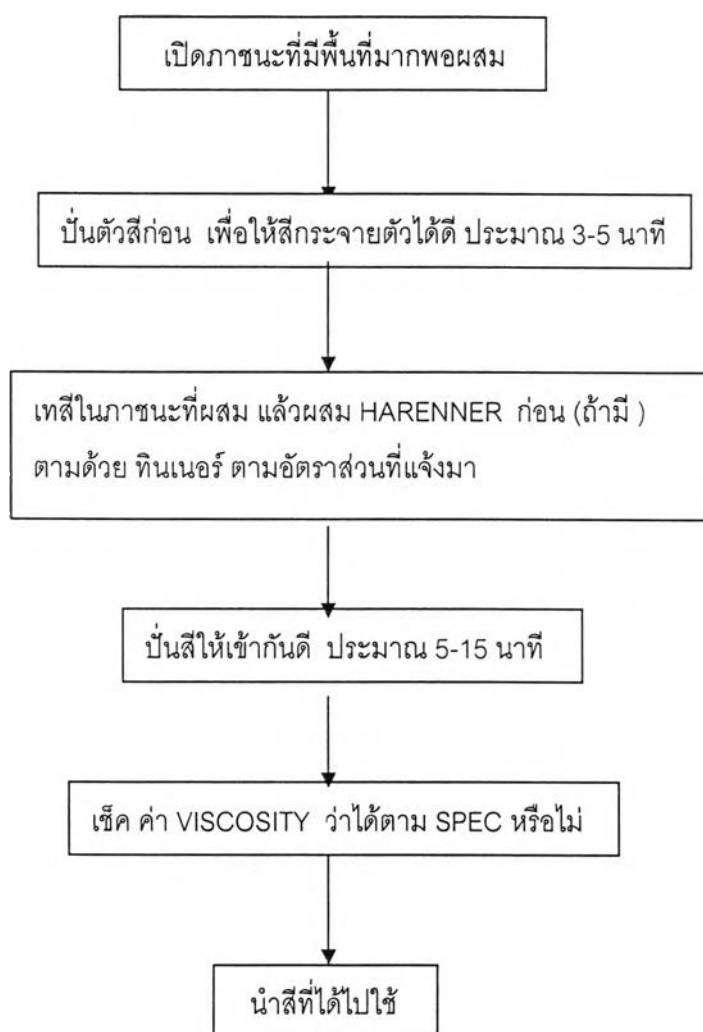 เปิดภาชนะที่มีพื้นที่มากพอผสม
ปั่นตัวสีก่อน เพื่อให้สีกระจายตัวได้ดี ประมาณ 3-5 นาที
เทสีในภาชนะที่ผสม แล้วผสม HARENNER ก่อน (ถ้ามี )
ตามด้วย ทินเนอร์ ตามอัตราส่วนที่แจ้งมา
ปั่นสีให้เข้ากันดี ประมาณ 5-15 นาที
เช็ค ค่า VISCOSITY ว่าได้ตาม SPEC หรือไม่
นำสีที่ได้ไปใช้